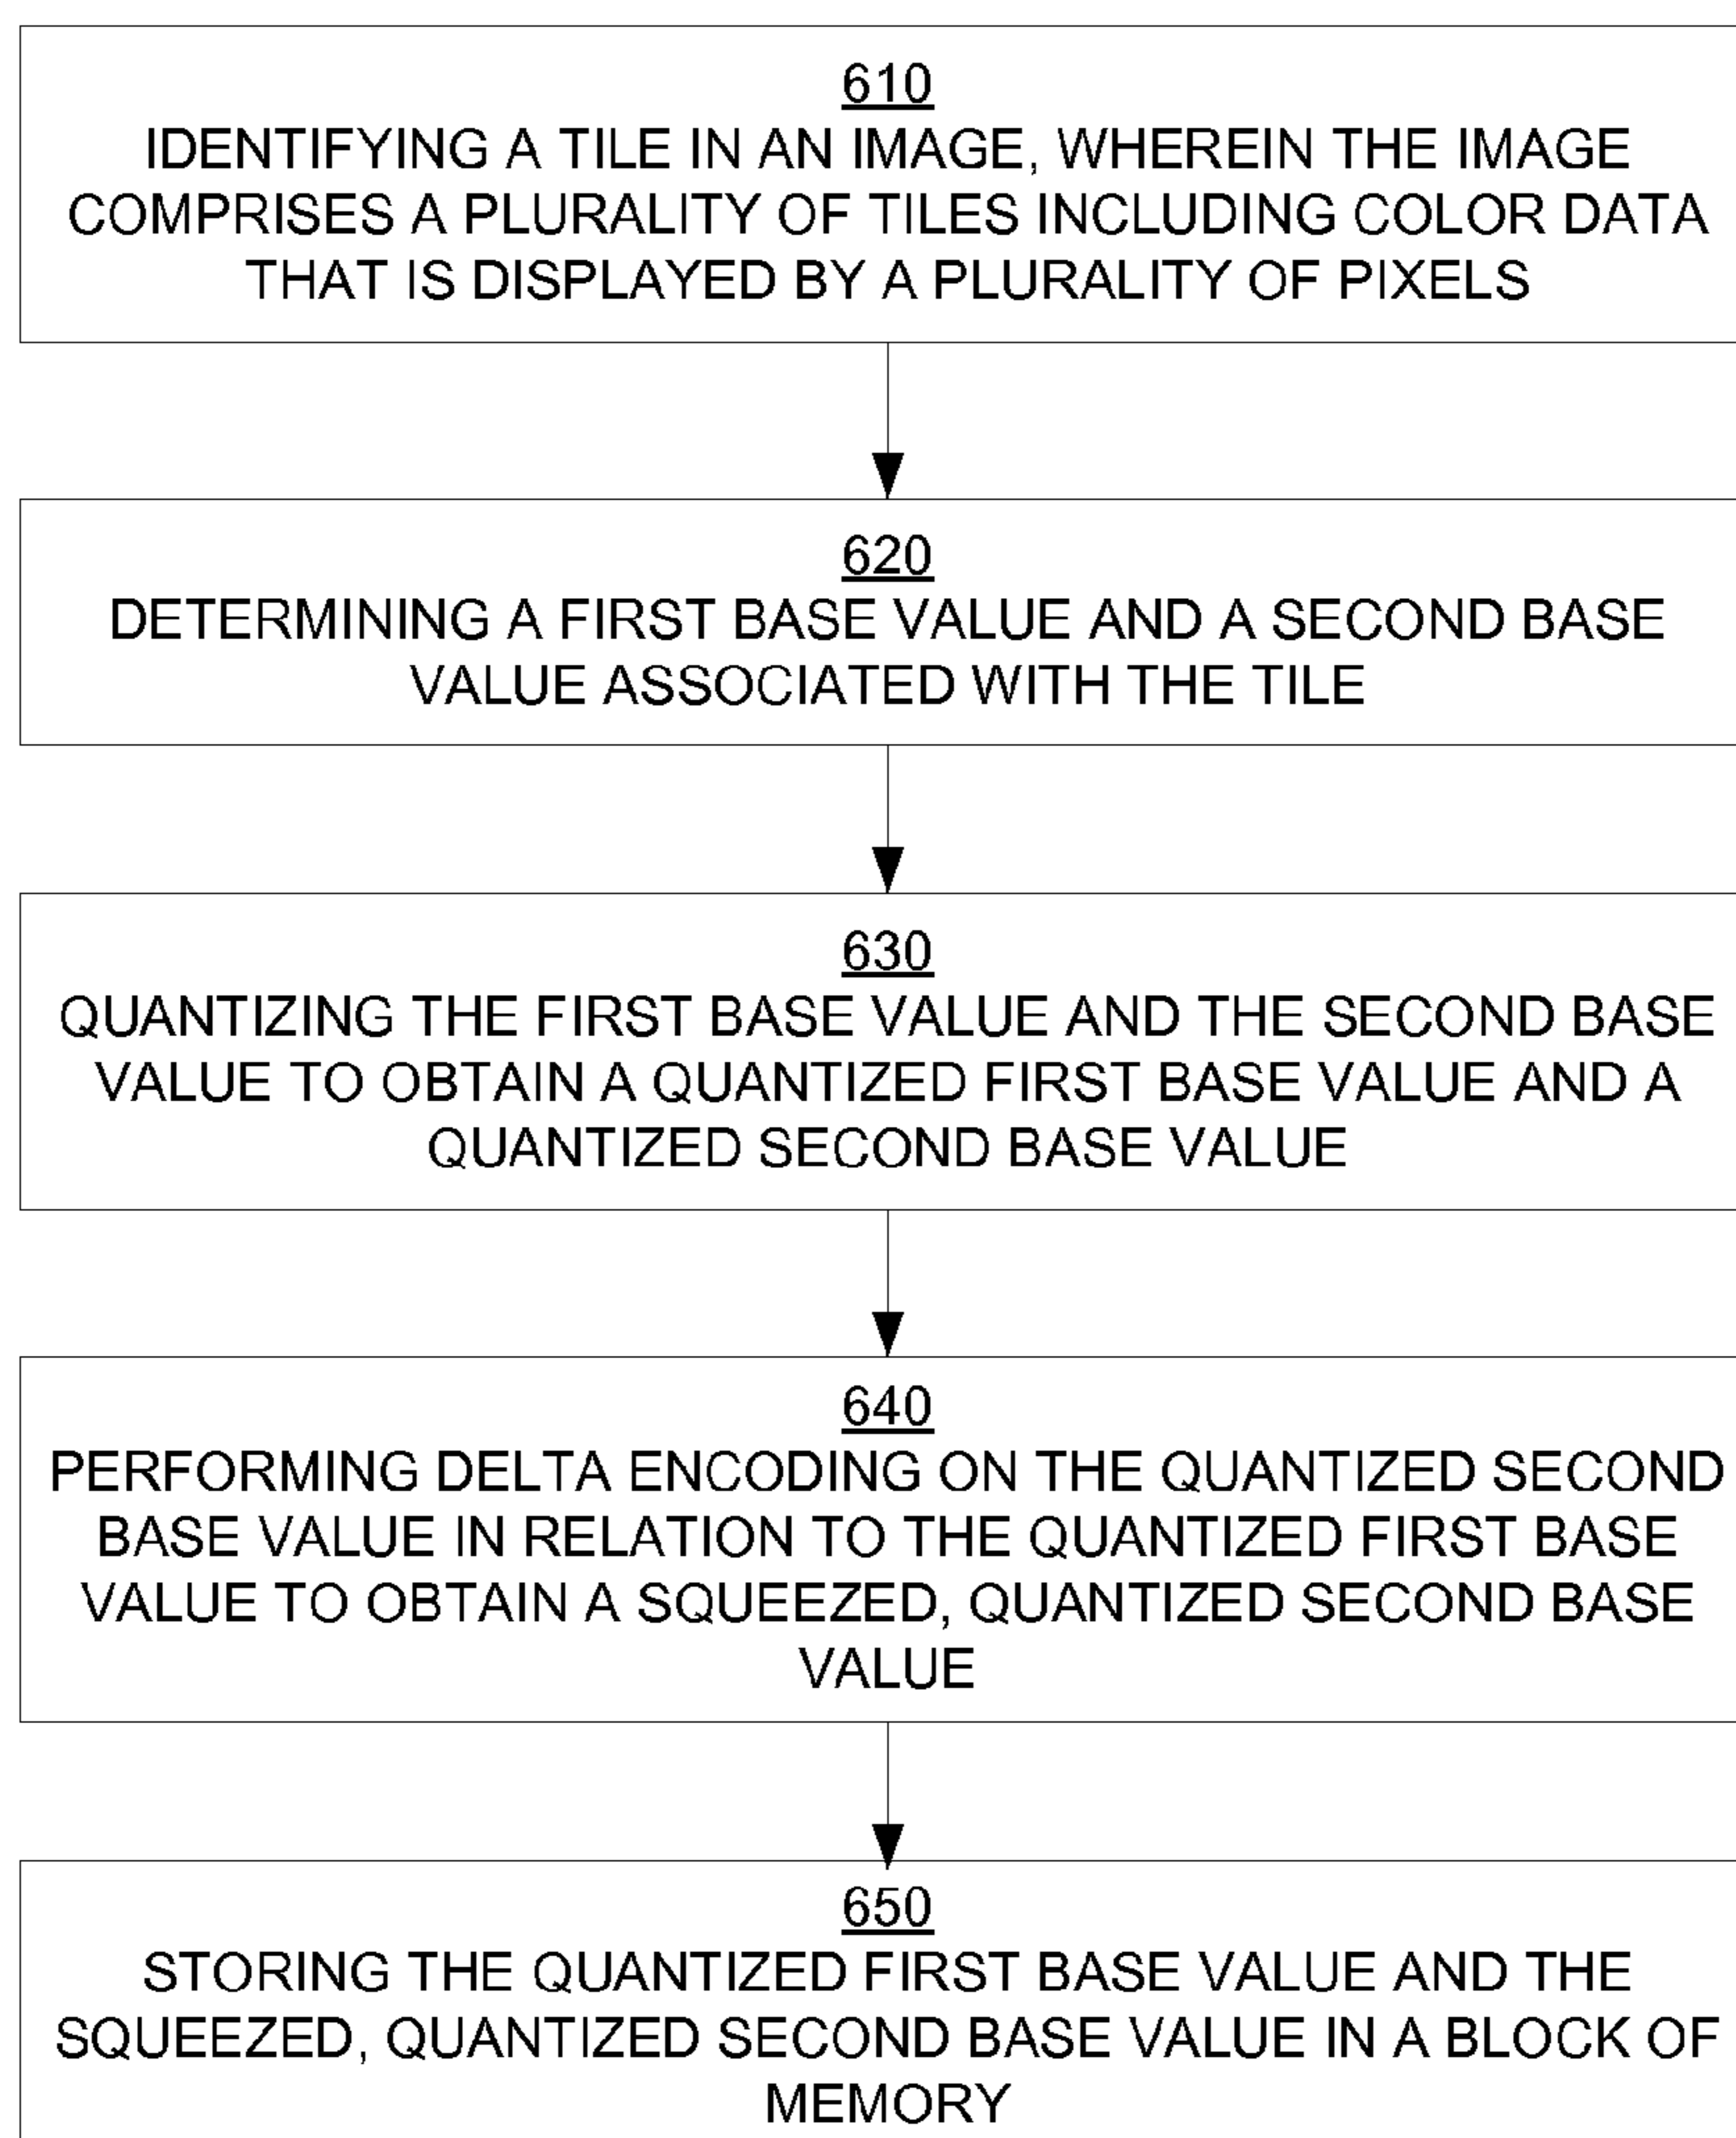 610
IDENTIFYING A TILE IN AN IMAGE, WHEREIN THE IMAGE
COMPRISES A PLURALITY OF TILES INCLUDING COLOR DATA
THAT IS DISPLAYED BY A PLURALITY OF PIXELS
620
DETERMINING A FIRST BASE VALUE AND A SECOND BASE
VALUE ASSOCIATED WITH THE TILE
630
QUANTIZING THE FIRST BASE VALUE AND THE SECOND BASE
VALUE TO OBTAIN A QUANTIZED FIRST BASE VALUE AND A
QUANTIZED SECOND BASE VALUE
640
PERFORMING DELTA ENCODING ON THE QUANTIZED SECOND
BASE VALUE IN RELATION TO THE QUANTIZED FIRST BASE
VALUE TO OBTAIN A SQUEEZED, QUANTIZED SECOND BASE
VALUE
650
STORING THE QUANTIZED FIRST BASE VALUE AND THE
SQUEEZED, QUANTIZED SECOND BASE VALUE IN A BLOCK OF
MEMORY